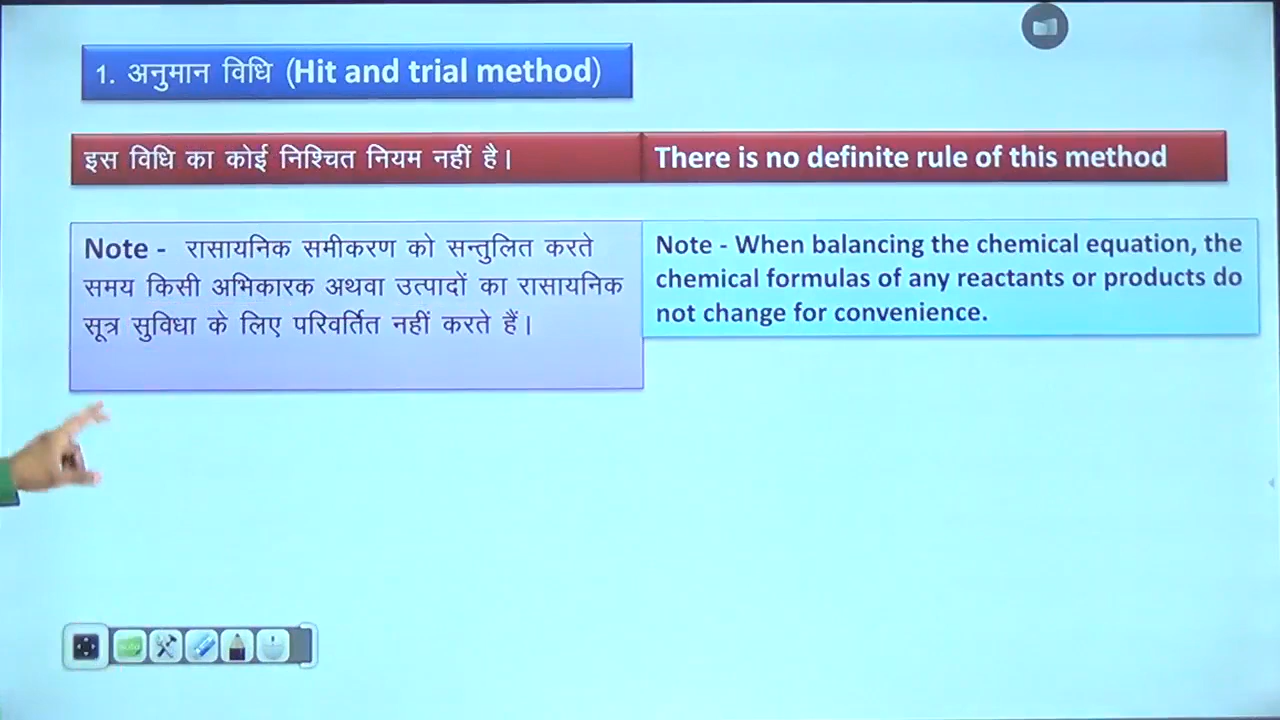 1. अनुमान विधि (Hit and trial method)
इस विधि का कोई निश्चित नियम नहीं है।
There is no definite rule of this method
Note - रासायनिक समीकरण को सन्तुलित करते
समय किसी अभिकारक अथवा उत्पादों का रासायनिक
सूत्र सुविधा के लिए परिवर्तित नहीं करते हैं।
Note - When balancing the chemical equation, the
chemical formulas of any reactants or products do
not change for convenience.